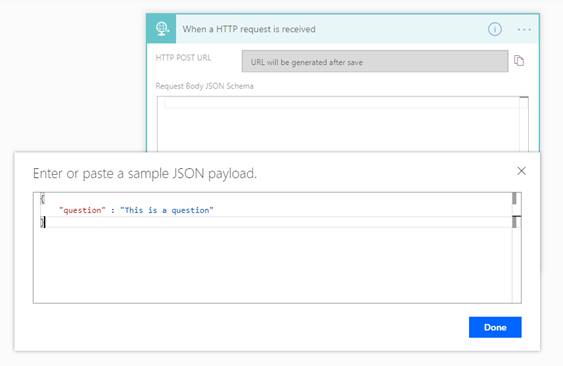 When a HTTP request is received
HTTP POST URL
URL will be generated after save
Request Body JSON Schema
Enter or paste a sample JSON payload.
{
"question" : "This is a question"
}
Done